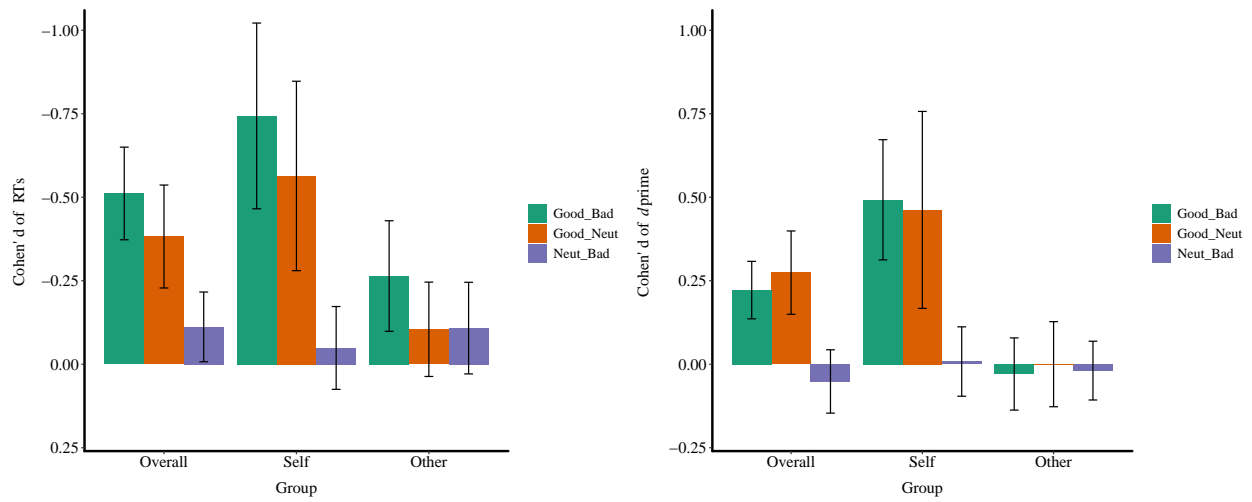 −1.00
−0.75
−0.50
−0.25
0.00
0.25
Cohen' d of RTs
Overall Self Other
Group
Good_Bad
Good_Neut
Neut_Bad
1.00
0.75
0.50
0.25
0.00
−0.25
Cohen' d of d prime
Overall Self Other
Group
Good_Bad
Good_Neut
Neut_Bad